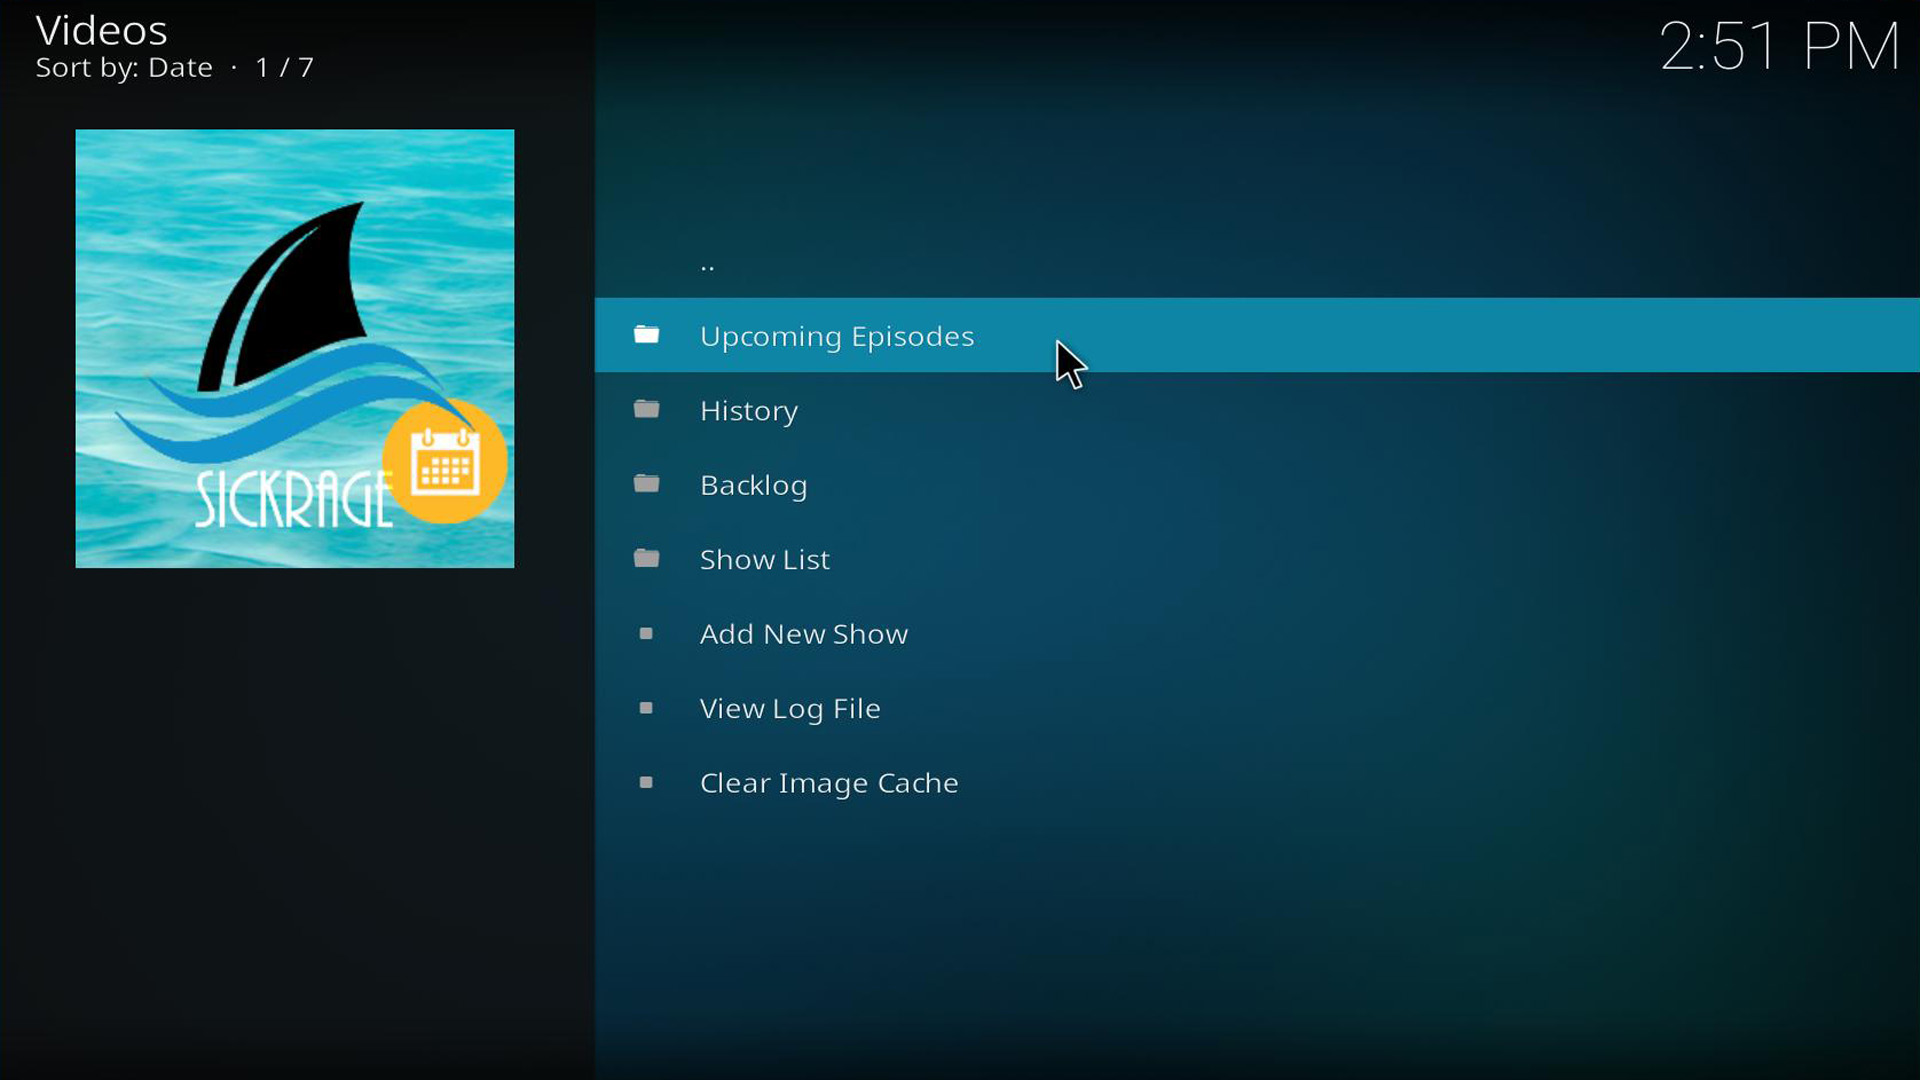 Videos
Sort by: Date · 1 / 7
2:51 PM
SICKRAGE
..
Upcoming Episodes
History
Backlog
Show List
Add New Show
View Log File
Clear Image Cache